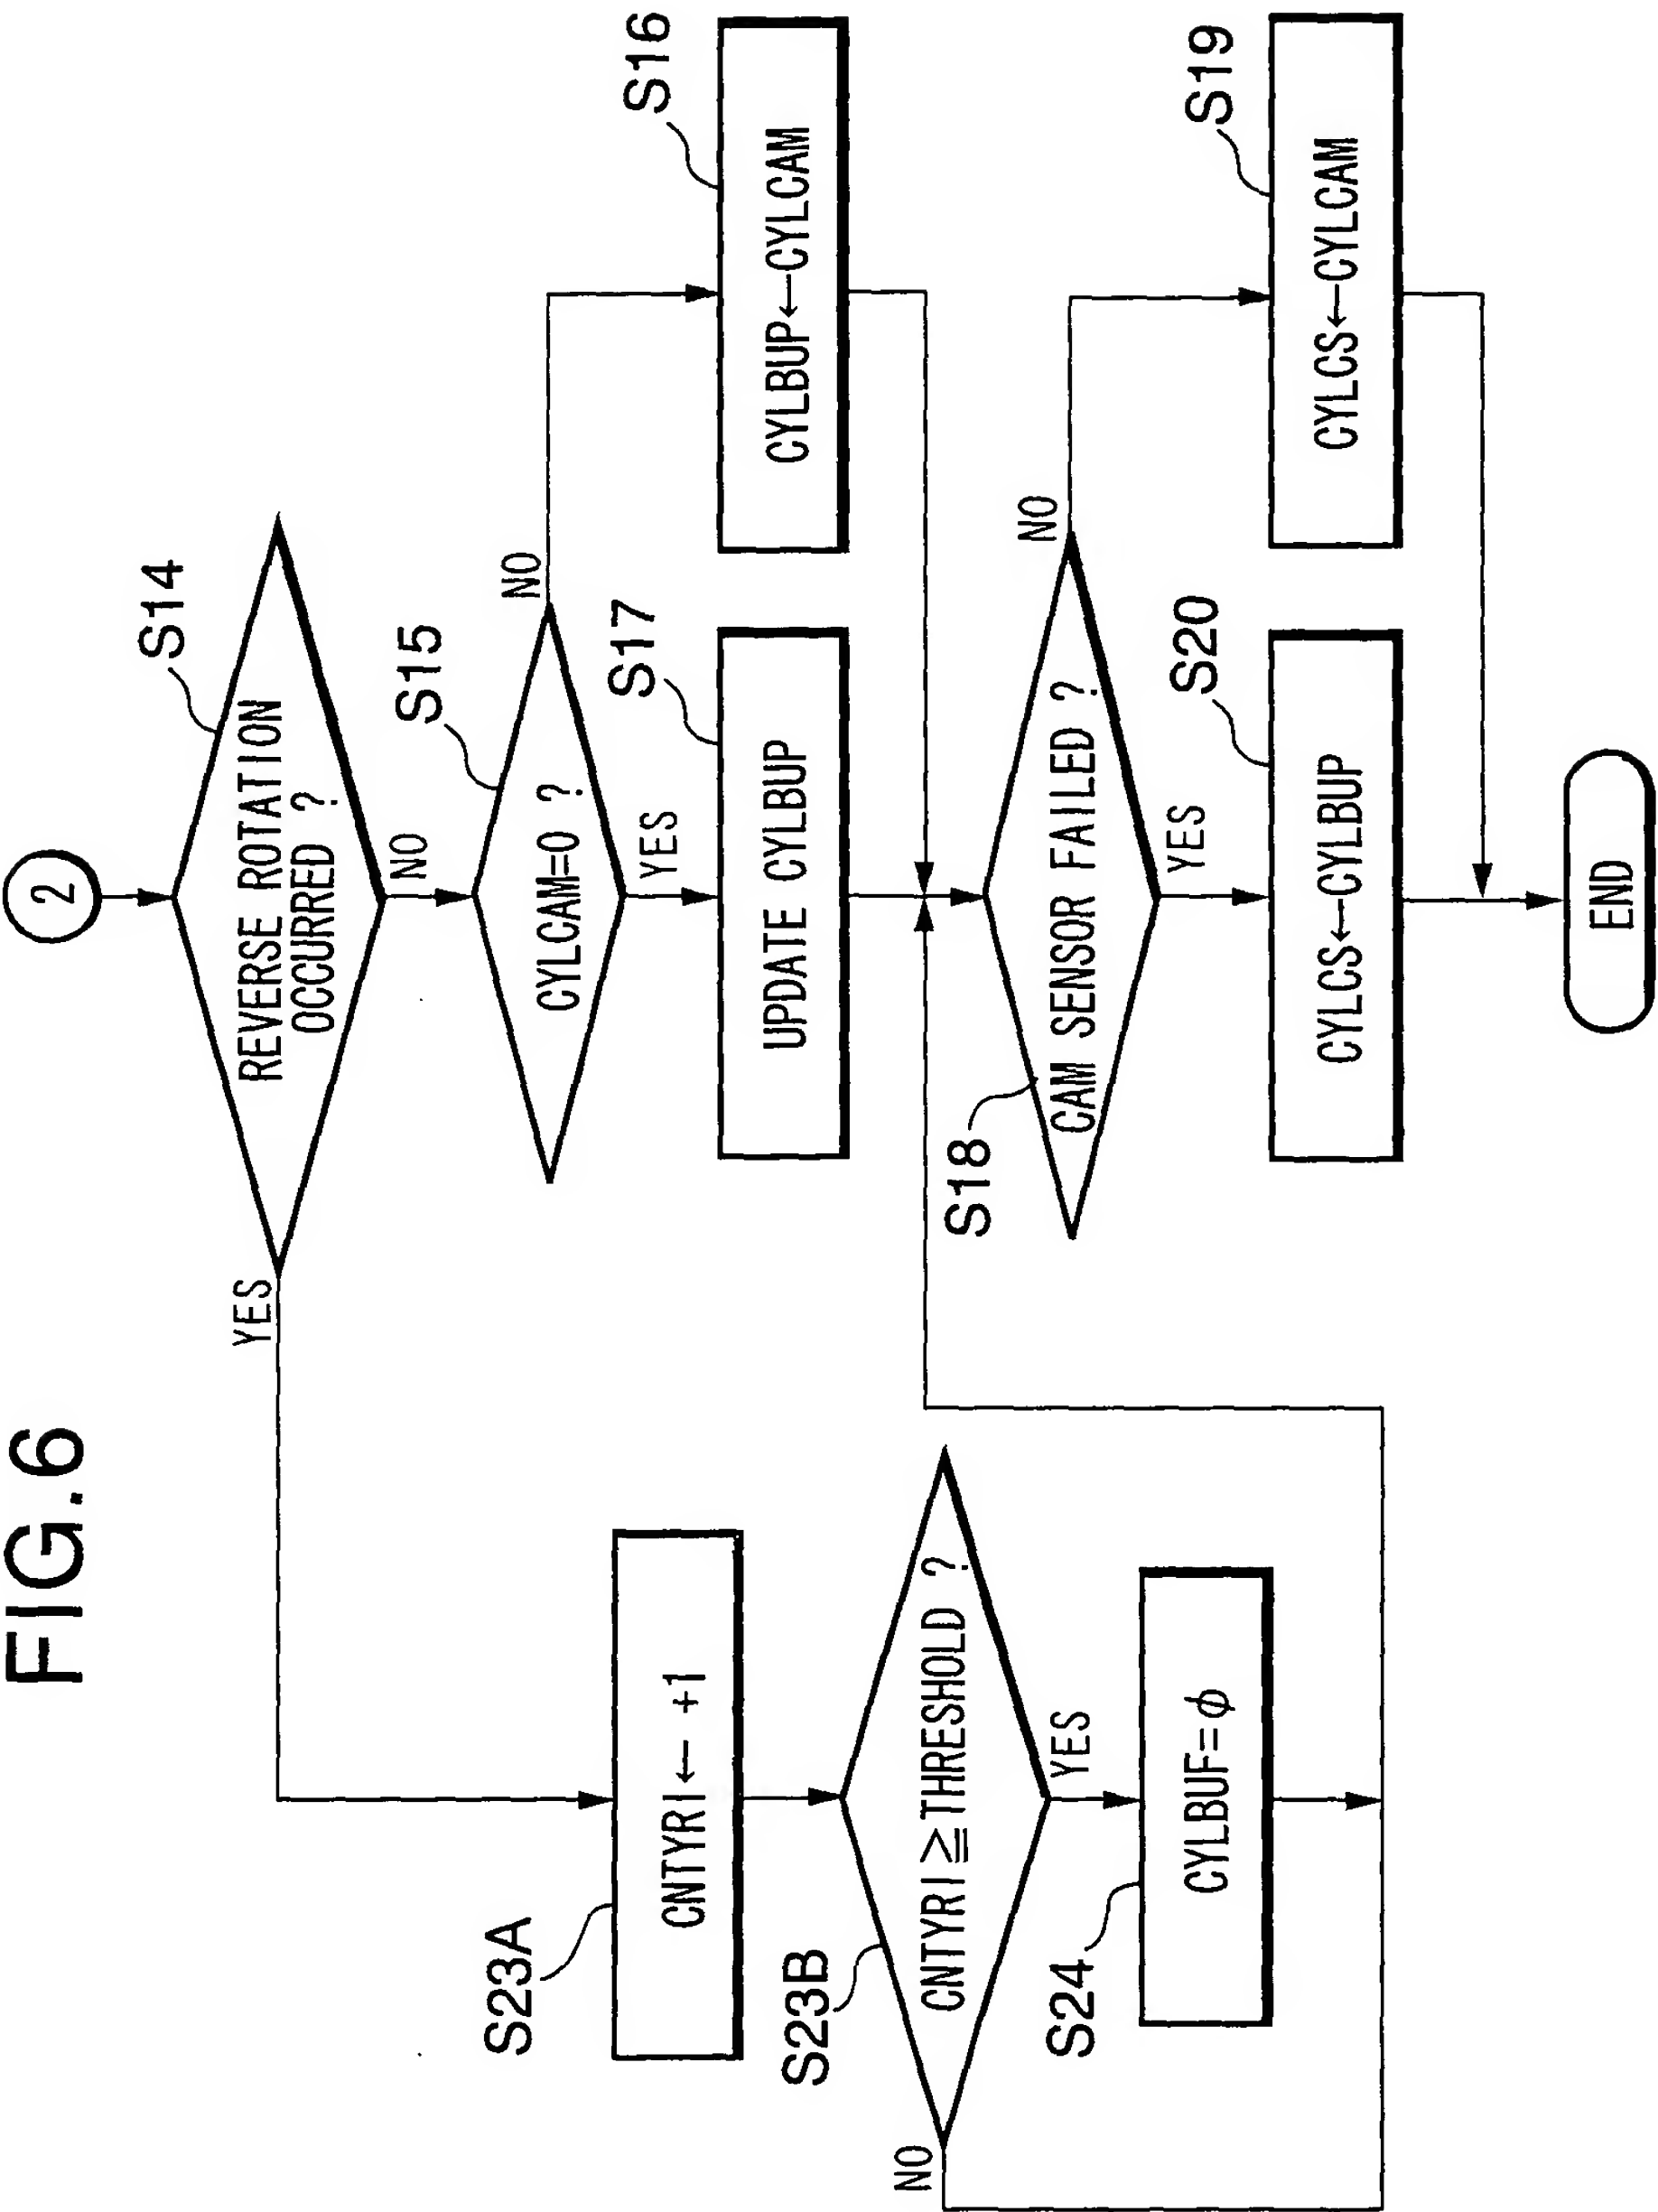 FIG.6
2
REVERSE ROTATION
OCCURRED ?
S14
YES
NO
CYLCAM=0 ?
S15
NO
YES
CYLBUP←CYLCAM
S16
UPDATE CYLBUP
S17
CNTYRI← +1
S23A
CNTYRI≧THRESHOLD ?
S23B
NO
YES
CYLBUF=ϕ
S24
CAM SENSOR FAILED ?
S18
NO
YES
CYLCS←CYLCAM
S19
CYLCS←CYLBUP
S20
END